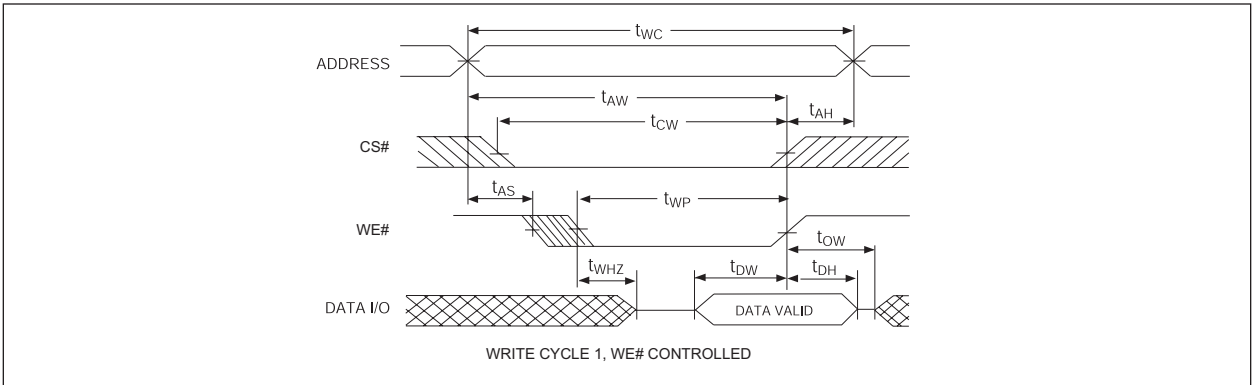 tWC
ADDRESS
tAW
tAH
tCW
CS#
tAS
tWP
WE#
tOW
tWHZ
tDW
tDH
DATA I/O
DATA VALID
WRITE CYCLE 1, WE# CONTROLLED